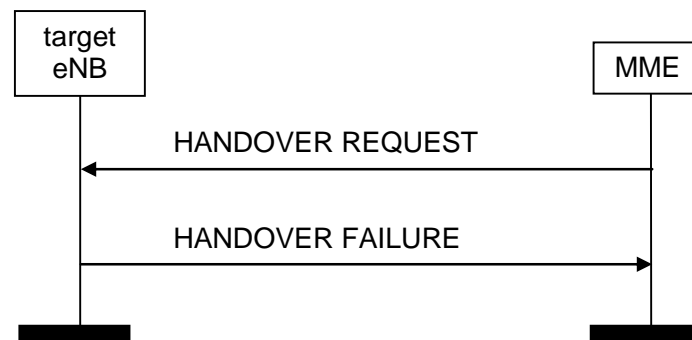 target
eNB
MME
HANDOVER REQUEST
HANDOVER FAILURE